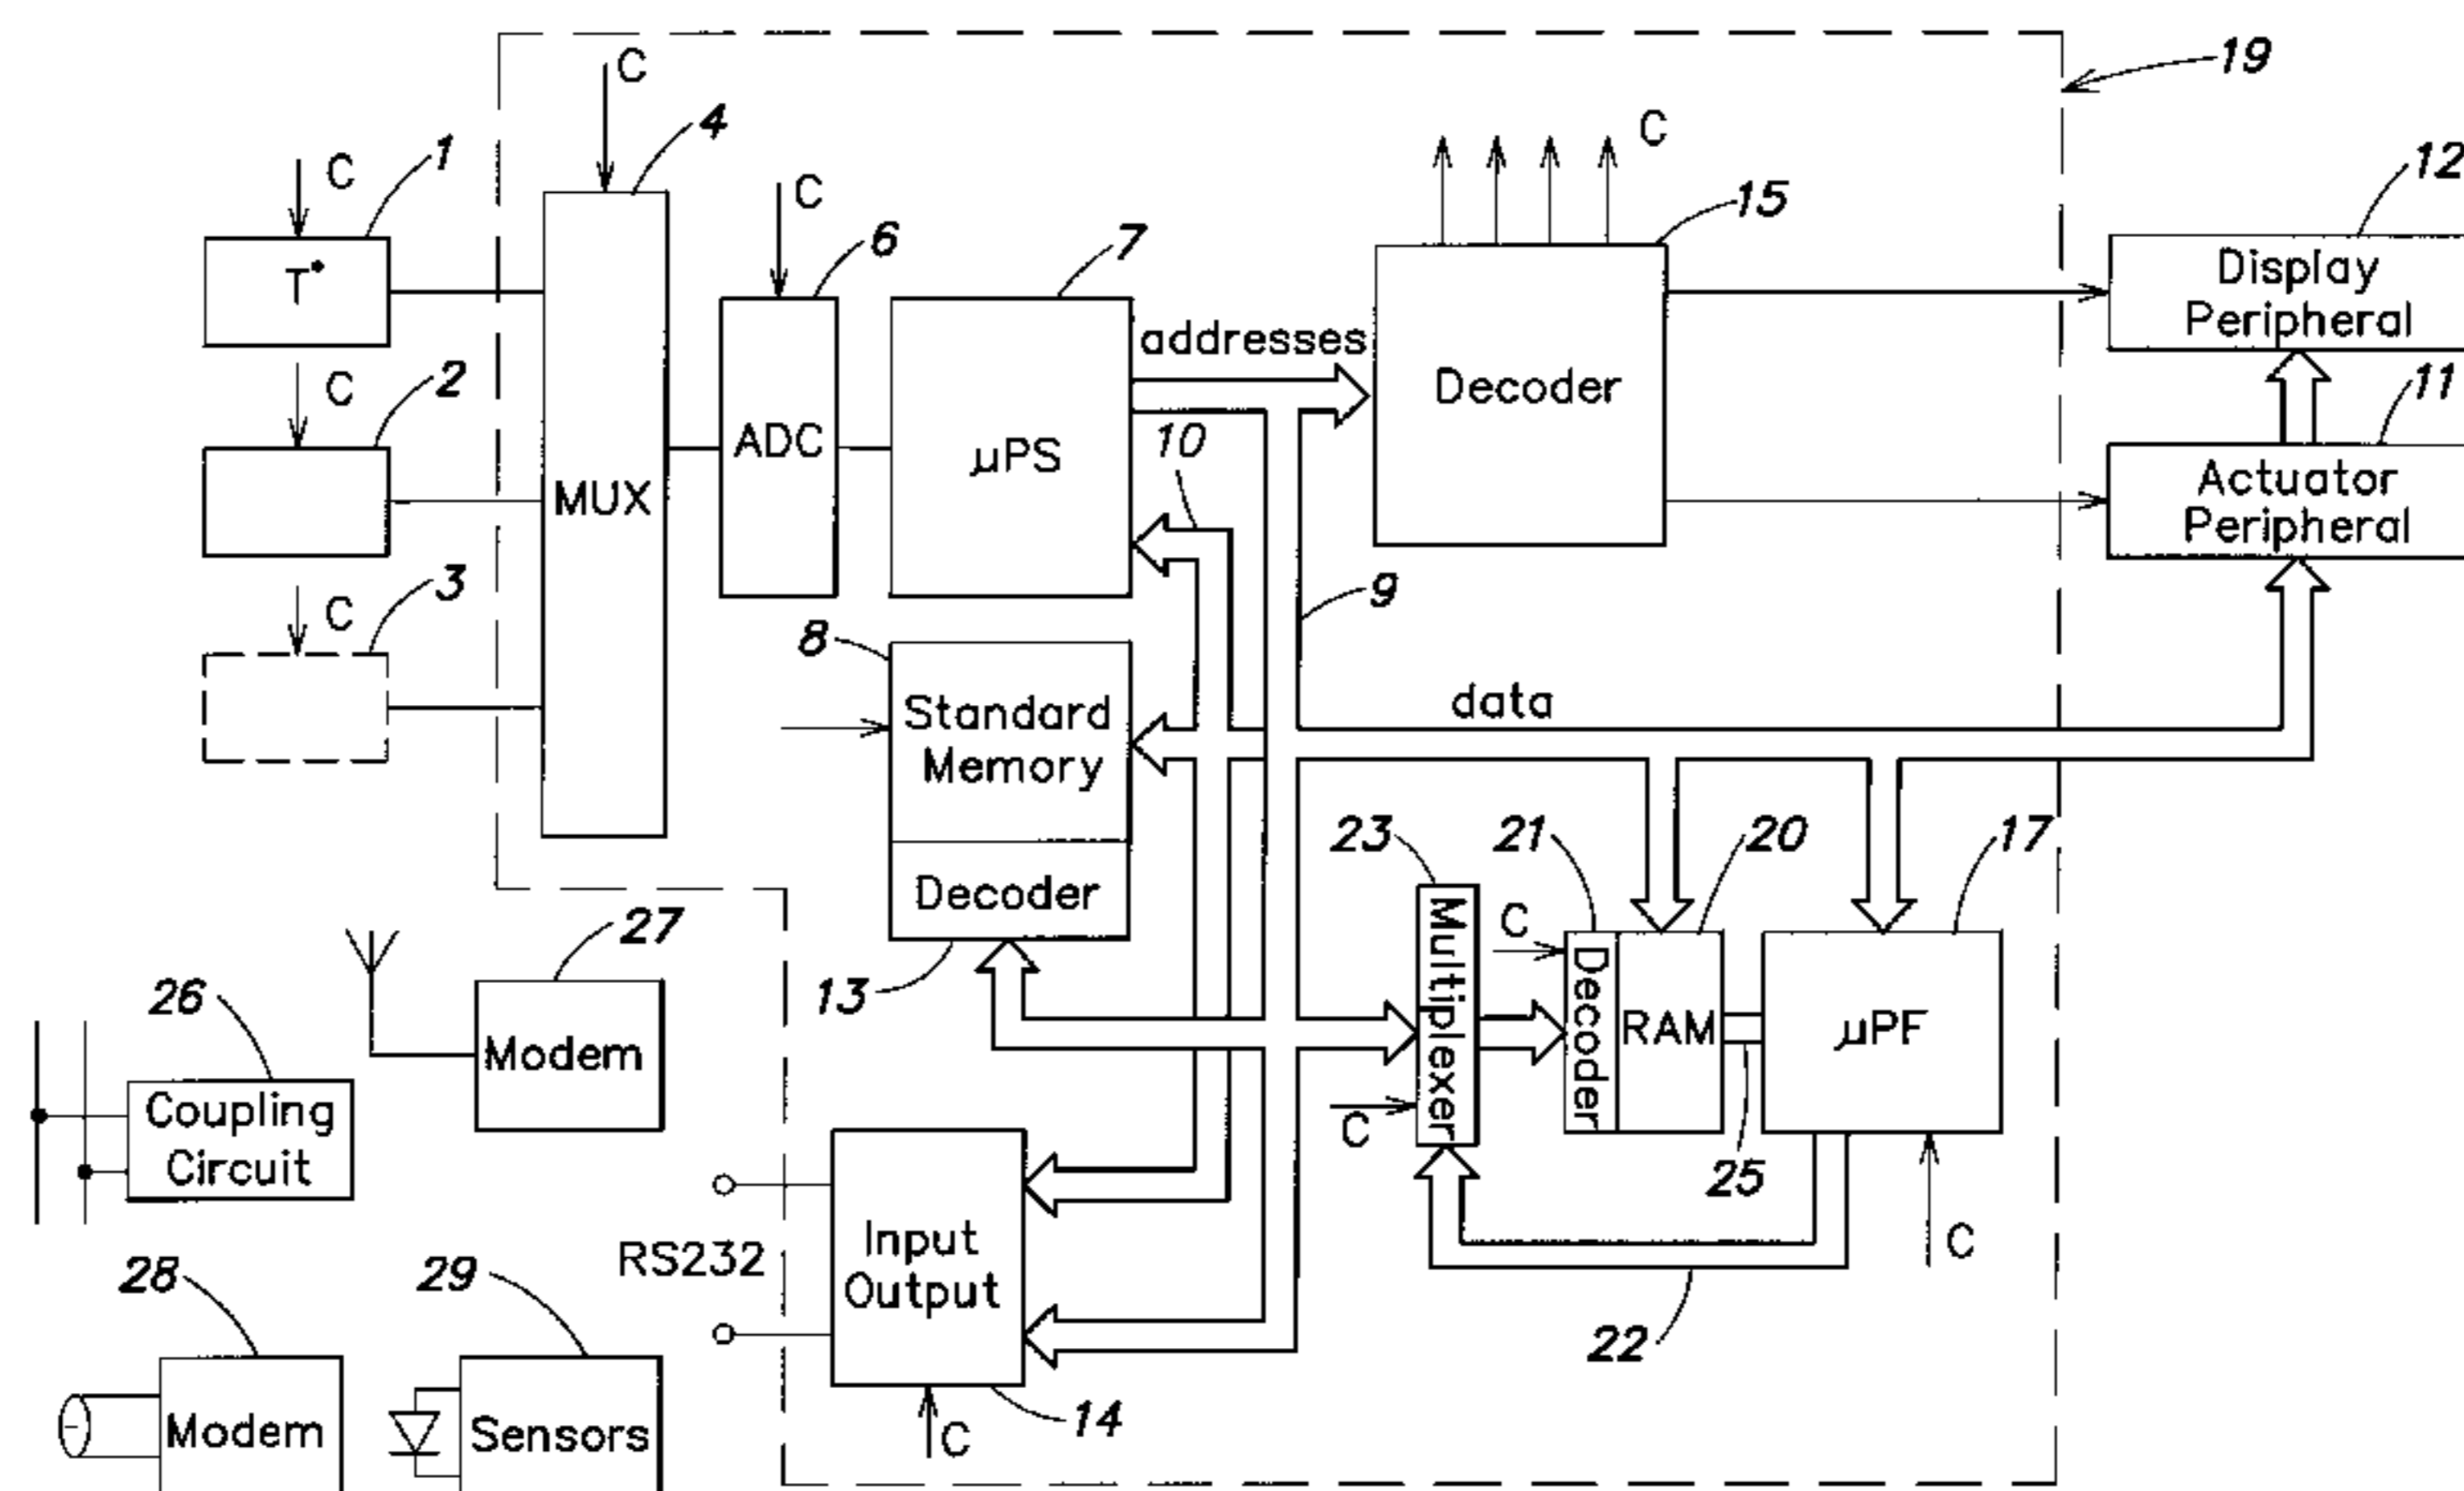 C
4
19
C
1
C
C
15
12
T°
6
7
Display
Peripheral
addresses
C
2
Decoder
11
10
ADC
µPS
MUX
Actuator
Peripheral
C
3
9
8
Standard
Memory
data
23
21
20
17
Decoder
C
27
13
26
Multiplexer
Decoder
RAM
µPF
Modem
Coupling
Circuit
C
25
Input
Output
RS232
C
28
29
22
14
Modem
Sensors
C